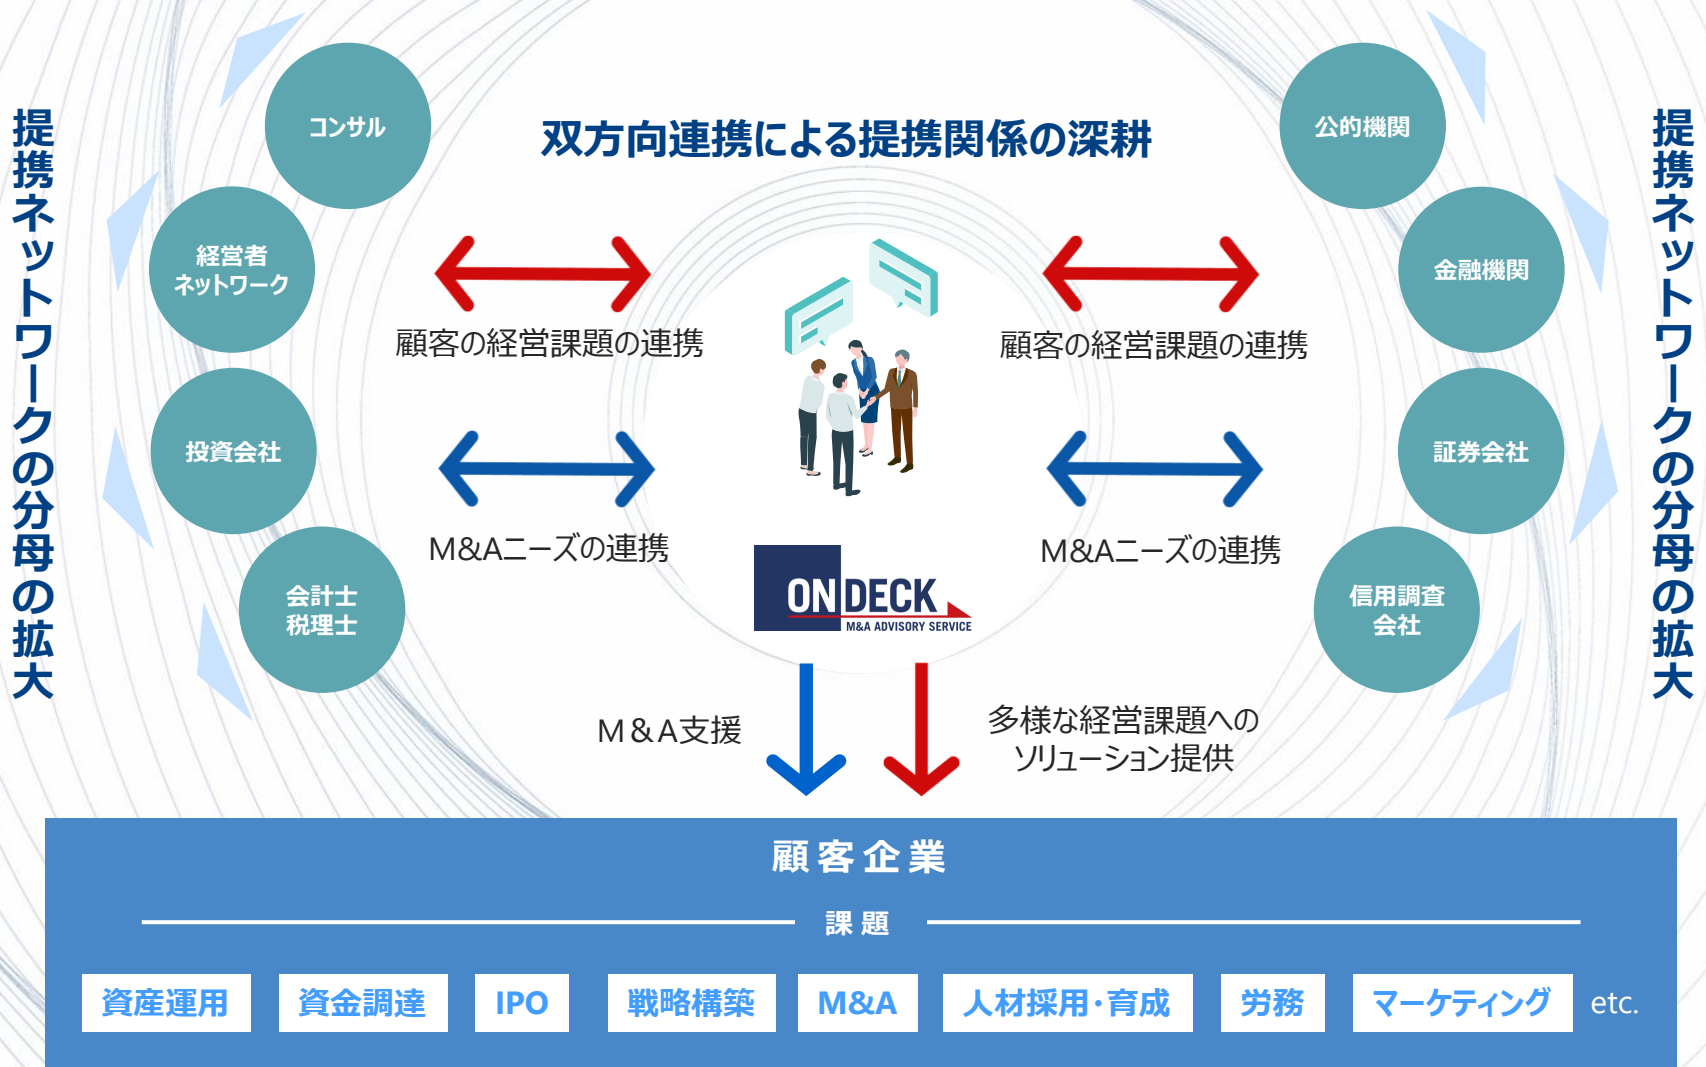 双方向連携による提携関係の深耕
提携ネットワークの分母の拡大
コンサル
経営者
ネットワーク
投資会社
会計士
税理士
顧客の経営課題の連携
M&Aニーズの連携
顧客の経営課題の連携
M&Aニーズの連携
公的機関
金融機関
証券会社
信用調査
会社
提携ネットワークの分母の拡大
ONDECK
M&A ADVISORY SERVICE
M&A支援
多様な経営課題への
ソリューション提供
顧客企業
課題
資産運用 資金調達 IPO 戦略構築 M&A 人材採用・育成 労務 マーケティング etc.